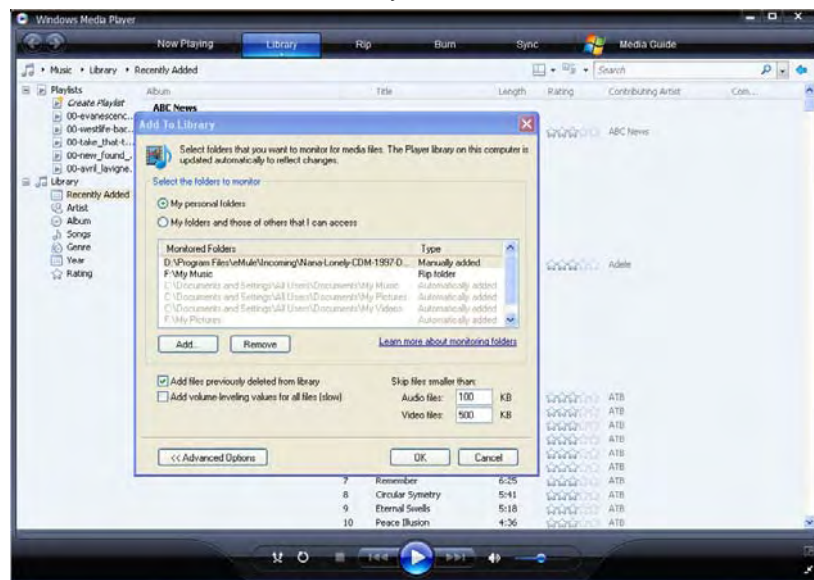 Windows Media Player
Now Playing Library Rip Burn Sync Media Guide
Music Library Recently Added Search
Playlists Album Title Length Rating Contributing Artist Com...
Create Playlist ABC News
00-evanescenc...
00-westlife-bac... ABC News
00-take_that-t...
00-new_found_...
00-avril_lavigne...
Library
Recently Added
Artist
Album
Songs
Genre
Year
Rating
Add To Library
Select folders that you want to monitor for media files. The Player library on this computer is
updated automatically to reflect changes.
Select the folders to monitor
My personal folders
My folders and those of others that I can access
Monitored Folders Type
D:\Program Files\eMule\Incoming\Nana-Lonely-CDM-1997-D... Manually added
F:\My Music Rip folder
C:\Documents and Settings\All Users\Documents\My Music Automatically added
C:\Documents and Settings\All Users\Documents\My Pictures Automatically added
C:\Documents and Settings\All Users\Documents\My Videos Automatically added
F:\My Pictures Automatically added
Add... Remove Learn more about monitoring folders
Add files previously deleted from library Skip files smaller than:
Add volume-leveling values for all files (slow) Audio files: 100 KB
Video files: 500 KB
<< Advanced Options OK Cancel
Adele
ATB
ATB
ATB
ATB
ATB
ATB
7 Remember 6:25 ATB
8 Circular Symetry 5:41 ATB
9 Eternal Swells 5:18 ATB
10 Peace Illusion 4:36 ATB